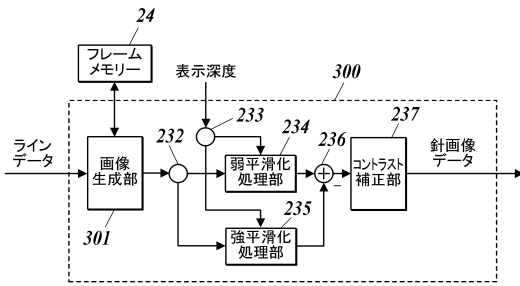 24
フレーム
メモリー
表示深度
300
233
237
232
234
236
ライン
データ
画像
生成部
弱平滑化
処理部
コントラスト
補正部
針画像
データ
+
−
301
235
強平滑化
処理部